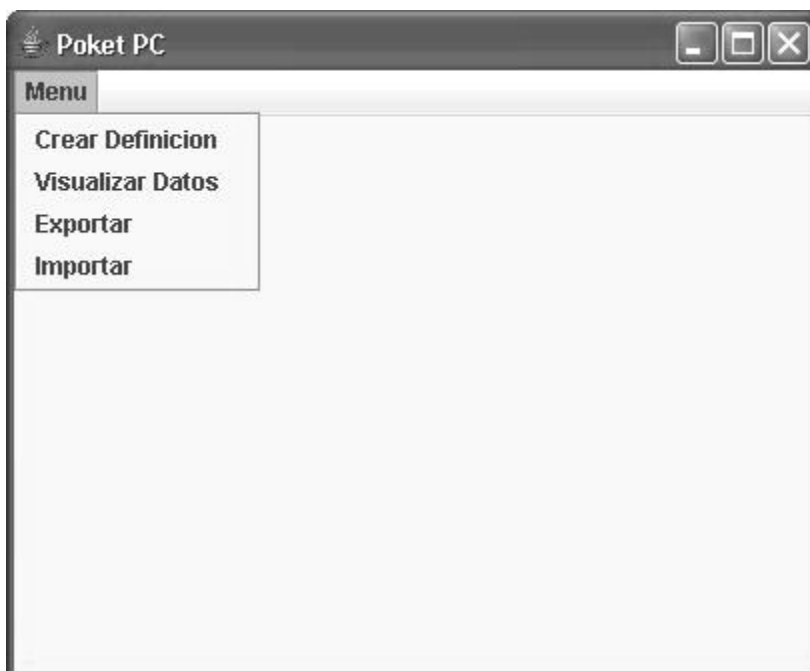 Poket PC
Menu
Crear Definicion
Visualizar Datos
Exportar
Importar